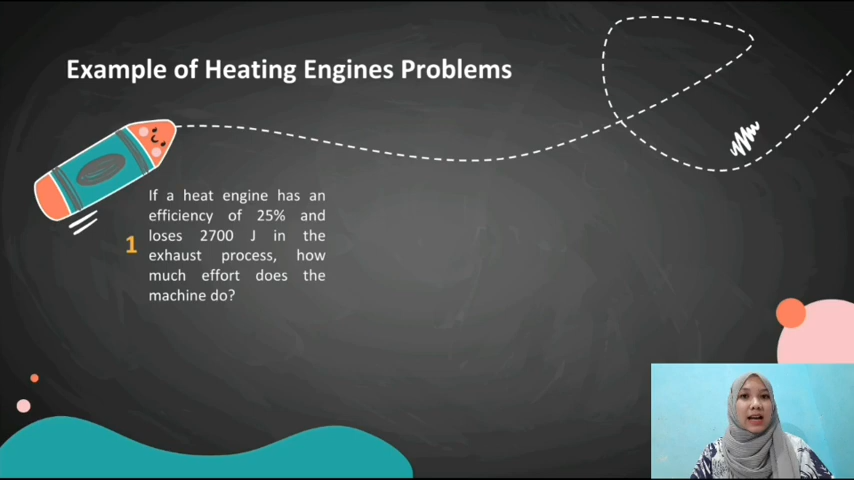 Example of Heating Engines Problems
If a heat engine has an
efficiency of 25% and
1 loses 2700 J in the
exhaust process, how
much effort does the
machine do?